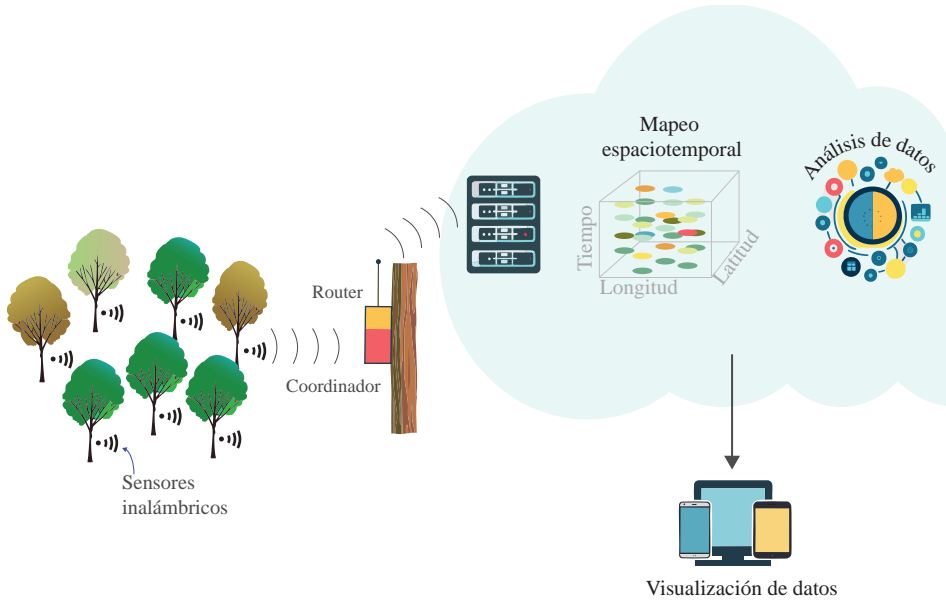 Mapeo
espaciotemporal
Análisis de datos
Tiempo
Longitud
Latitud
Router
Coordinador
Sensores
inalámbricos
Visualización de datos